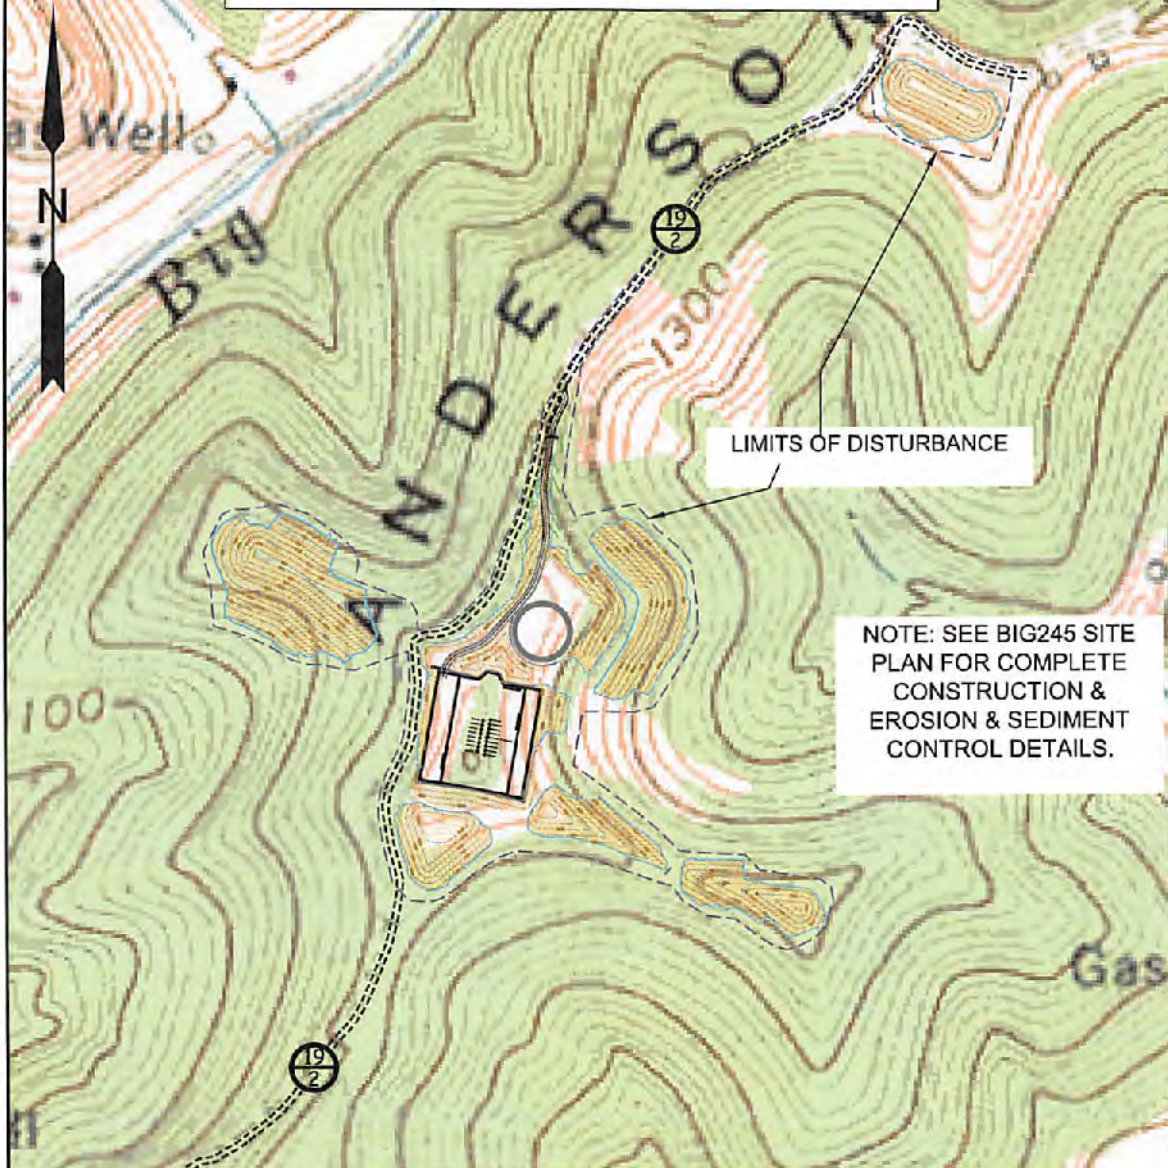 as Well
N
Big
ANDERSON
19
2
1300
LIMITS OF DISTURBANCE
NOTE: SEE BIG245 SITE
PLAN FOR COMPLETE
CONSTRUCTION &
EROSION & SEDIMENT
CONTROL DETAILS.
100
Gas
19
2